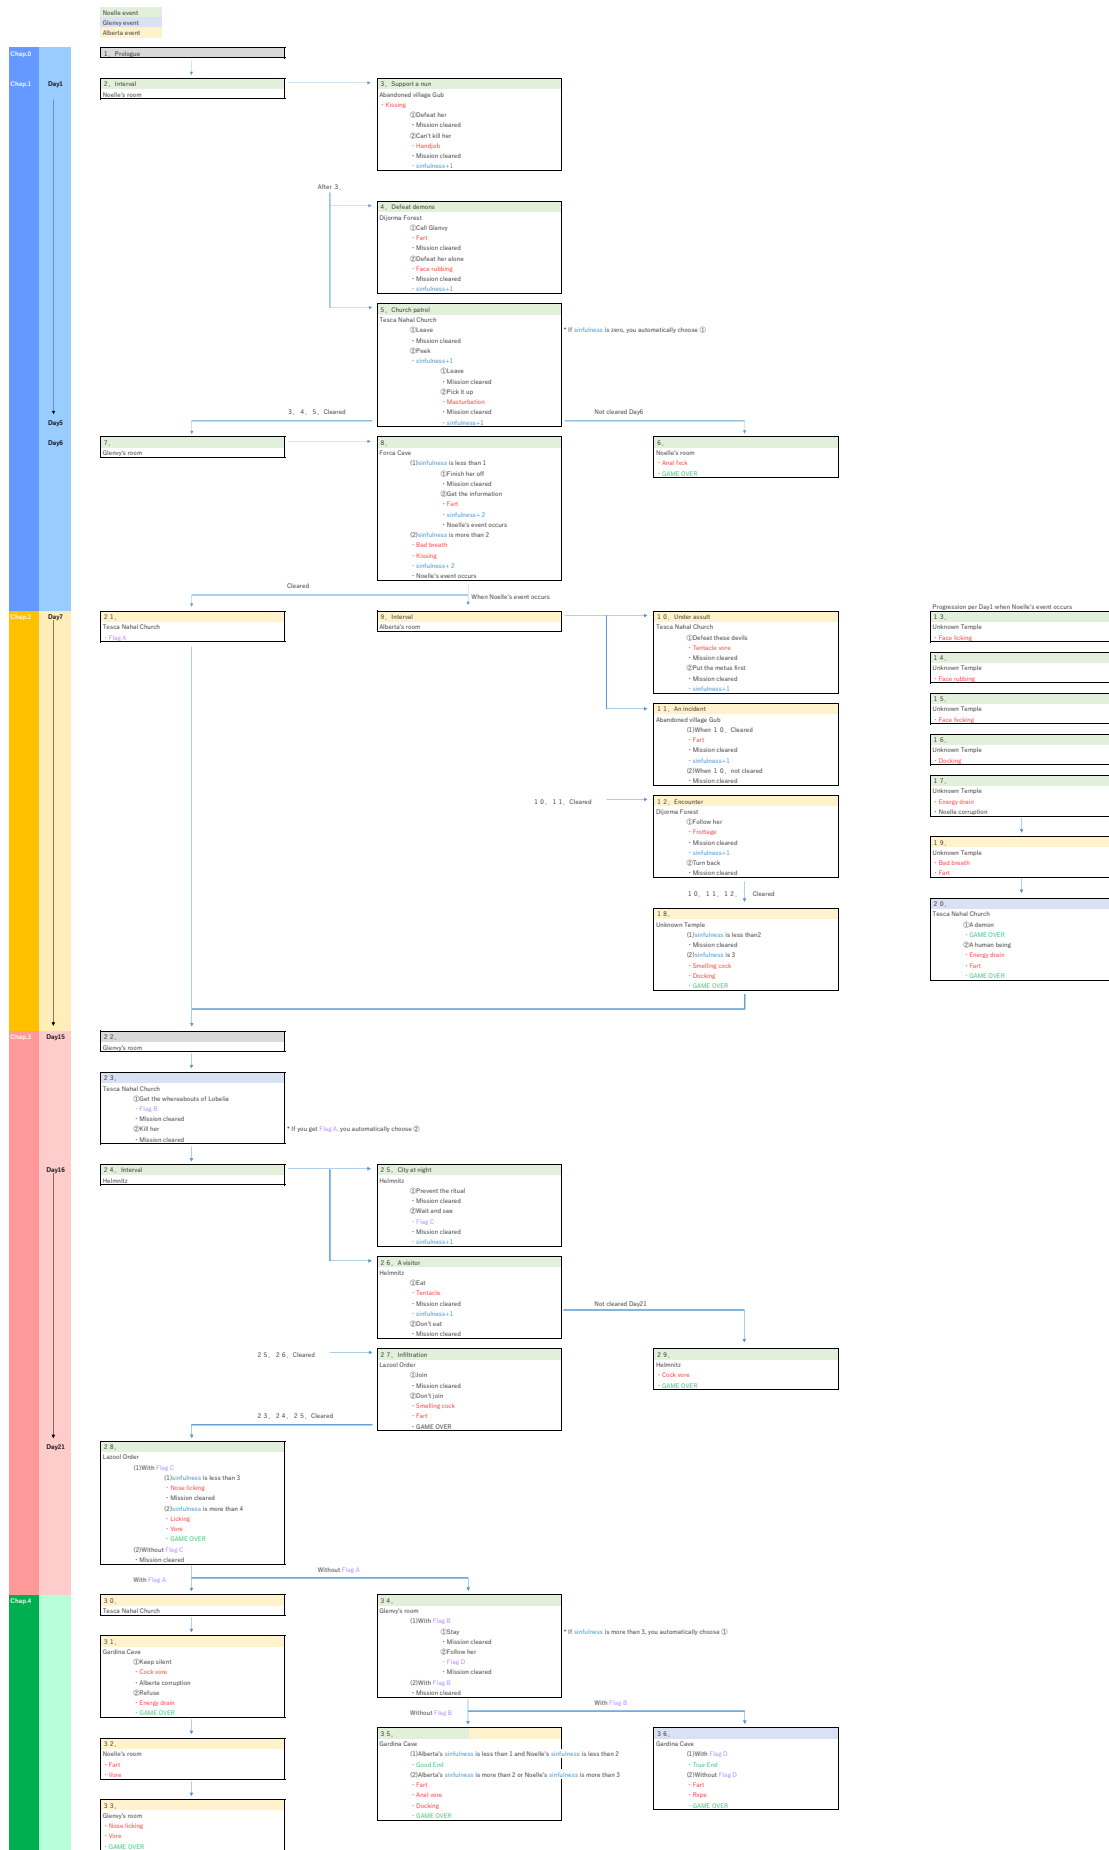 Noelle event
Glenvy event
Alberta event
Chap.0
1、Prologue
Chap.1
Day1
2、Interval
Noelle's room
3、Support a nun
Abandoned village Gub
・Kissing
①Defeat her
・Mission cleared
②Can't kill her
・Handjob
・Mission cleared
・sinfulness+1
After 3、
4、Defeat demons
Dijorma Forest
①Call Glenvy
・Fart
・Mission cleared
②Defeat her alone
・Face rubbing
・Mission cleared
・sinfulness+1
5、Church patrol
Tesca Nahal Church
①Leave
・Mission cleared
②Peek
・sinfulness+1
①Leave
・Mission cleared
②Pick it up
・Masturbation
・Mission cleared
・sinfulness+1
* If sinfulness is zero, you automatically choose ①
3、4、5、Cleared
Not cleared Day6
Day5
Day6
7、
Glenvy's room
8、
Forca Cave
(1)sinfulness is less than 1
①Finish her off
・Mission cleared
②Get the information
・Fart
・sinfulness+2
・Noelle's event occurs
(2)sinfulness is more than 2
・Bad breath
・Kissing
・sinfulness+2
・Noelle's event occurs
6、
Noelle's room
・Anal fxck
・GAME OVER
Cleared
When Noelle's event occurs
Chap.2
Day7
21、
Tesca Nahal Church
・Flag A
9、Interval
Alberta's room
10、Under assult
Tesca Nahal Church
①Defeat these devils
・Tentacle vore
・Mission cleared
②Put the metus first
・Mission cleared
・sinfulness+1
11、An incident
Abandoned village Gub
(1)When 10、Cleared
・Fart
・Mission cleared
・sinfulness+1
(2)When 10、not cleared
・Mission cleared
10、11、Cleared
12、Encounter
Dijorma Forest
①Follow her
・Frottage
・Mission cleared
・sinfulness+1
②Turn back
・Mission cleared
10、11、12、 Cleared
18、
Unknown Temple
(1)sinfulness is less than2
・Mission cleared
(2)sinfulness is 3
・Smelling cock
・Docking
・GAME OVER
Progression per Day1 when Noelle's event occurs
13、
Unknown Temple
・Face licking
14、
Unknown Temple
・Face rubbing
15、
Unknown Temple
・Face fxcking
16、
Unknown Temple
・Docking
17、
Unknown Temple
・Energy drain
・Noelle corruption
19、
Unknown Temple
・Bad breath
・Fart
20、
Tesca Nahal Church
①A demon
・GAME OVER
②A human being
・Energy drain
・Fart
・GAME OVER
Chap.3
Day15
22、
Glenvy's room
23、
Tesca Nahal Church
①Get the whereabouts of Lobelia
・Flag B
・Mission cleared
②Kill her
・Mission cleared
* If you get Flag A, you automatically choose ②
Day16
24、Interval
Helmnitz
25、City at night
Helmnitz
①Prevent the ritual
・Mission cleared
②Wait and see
・Flag C
・Mission cleared
・sinfulness+1
26、A visitor
Helmnitz
①Eat
・Tentacle
・Mission cleared
・sinfulness+1
②Don't eat
・Mission cleared
Not cleared Day21
25、26、Cleared
27、Infiltration
Lazool Order
①Join
・Mission cleared
②Don't join
・Smelling cock
・Fart
・GAME OVER
29、
Helmnitz
・Cock vore
・GAME OVER
23、24、25、Cleared
Day21
28、
Lazool Order
(1)With Flag C
(1)sinfulness is less than 3
・Nose licking
・Mission cleared
(2)sinfulness is more than 4
・Licking
・Vore
・GAME OVER
(2)Without Flag C
・Mission cleared
With Flag A
Without Flag A
Chap.4
30、
Tesca Nahal Church
31、
Gardina Cave
①Keep silent
・Cock vore
・Alberta corruption
②Refuse
・Energy drain
・GAME OVER
32、
Noelle's room
・Fart
・Vore
33、
Glenvy's room
・Nose licking
・Vore
・GAME OVER
34、
Glenvy's room
(1)With Flag B
①Stay
・Mission cleared
②Follow her
・Flag D
・Mission cleared
(2)With Flag B
・Mission cleared
* If sinfulness is more than 3, you automatically choose ①
Without Flag B
With Flag B
35、
Gardina Cave
(1)Alberta's sinfulness is less than 1 and Noelle's sinfulness is less than 2
・Good End
(2)Alberta's sinfulness is more than 2 or Noelle's sinfulness is more than 3
・Fart
・Anal vore
・Docking
・GAME OVER
36、
Gardina Cave
(1)With Flag D
・True End
(2)Without Flag D
・Fart
・Rapa
・GAME OVER